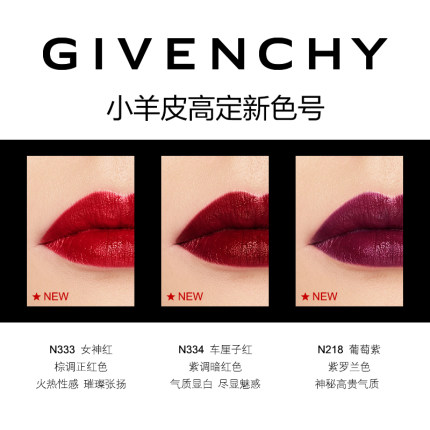 GIVENCHY
小羊皮高定新色号
★ NEW
★ NEW
★ NEW
N333 女神红
棕调正红色
火热性感 璀璨张扬
N334 车厘子红
紫调暗红色
气质显白 尽显魅惑
N218 葡萄紫
紫罗兰色
神秘高贵气质